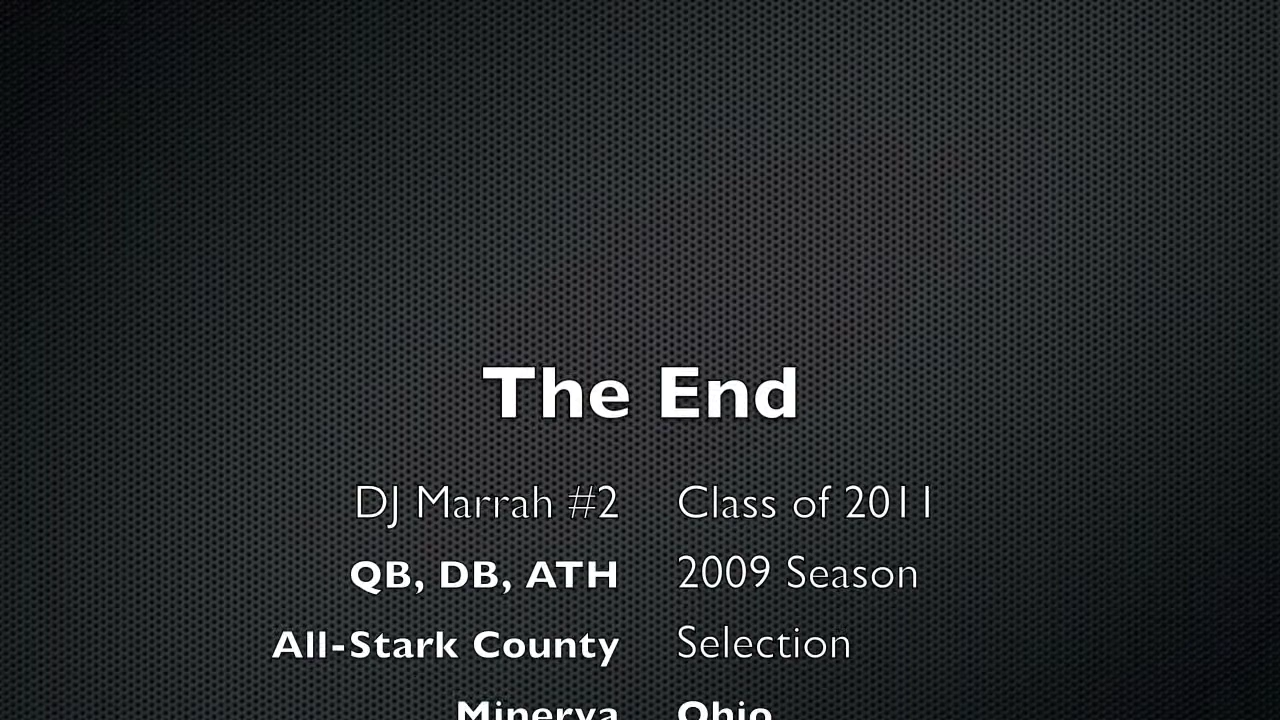 The End
DJ Marrah #2 Class of 2011
QB, DB, ATH 2009 Season
All-Stark County Selection
Minerva Ohio